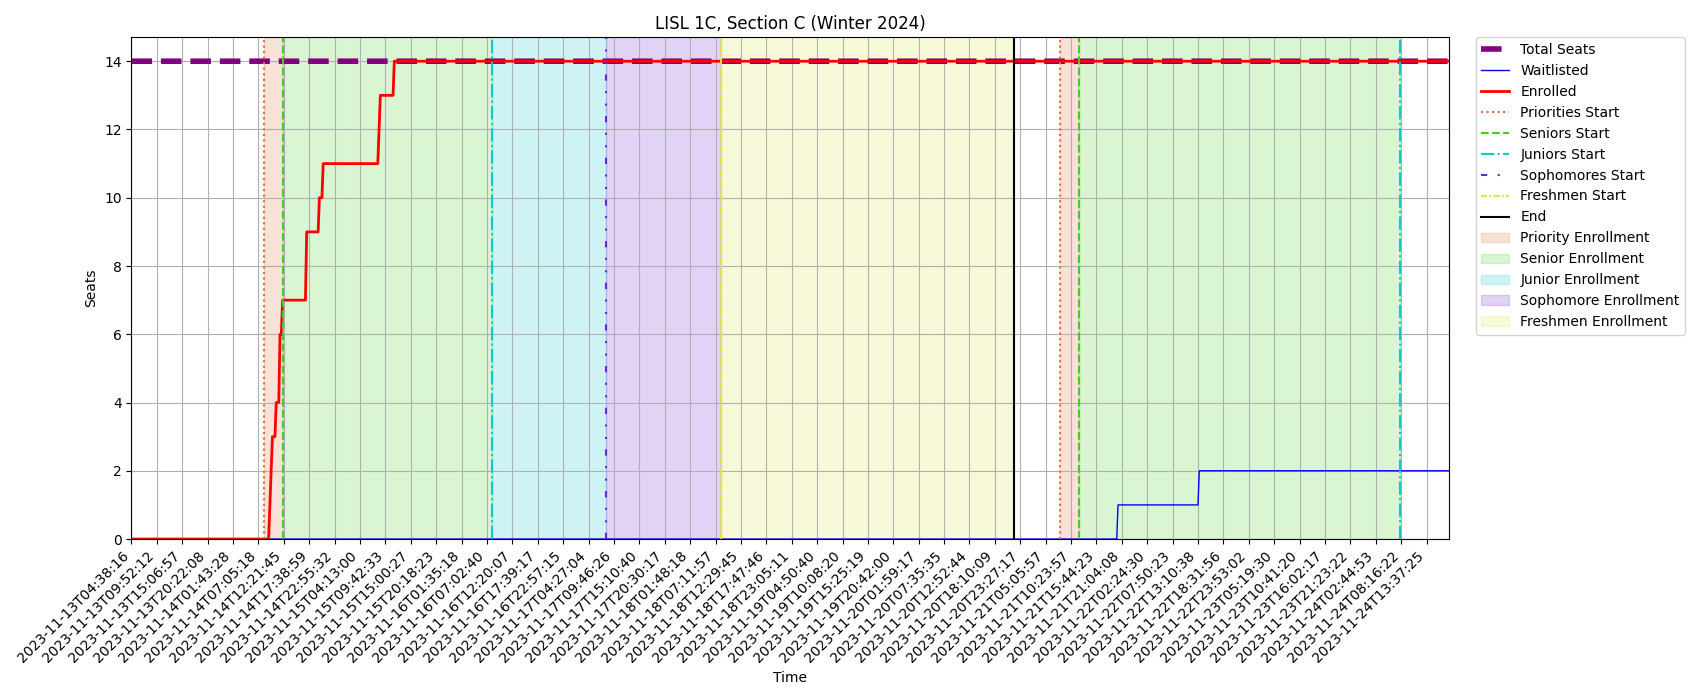 LISL 1C, Section C (Winter 2024)
Seats
14
12
10
8
6
4
2
0
2023-11-13T04:38:16
2023-11-13T09:52:12
2023-11-13T15:06:57
2023-11-13T20:22:08
2023-11-14T01:43:28
2023-11-14T07:05:18
2023-11-14T12:21:45
2023-11-14T17:38:59
2023-11-14T22:55:32
2023-11-15T04:13:00
2023-11-15T09:42:33
2023-11-15T15:00:27
2023-11-15T20:18:23
2023-11-16T01:35:18
2023-11-16T07:02:40
2023-11-16T12:20:07
2023-11-16T17:39:17
2023-11-16T22:57:15
2023-11-17T04:27:04
2023-11-17T09:46:26
2023-11-17T15:10:40
2023-11-17T20:30:17
2023-11-18T01:48:18
2023-11-18T07:11:57
2023-11-18T12:29:45
2023-11-18T17:47:46
2023-11-18T23:05:11
2023-11-19T04:50:40
2023-11-19T10:08:20
2023-11-19T15:25:19
2023-11-19T20:42:00
2023-11-20T01:59:17
2023-11-20T07:35:35
2023-11-20T12:52:44
2023-11-20T18:10:09
2023-11-20T23:27:17
2023-11-21T05:05:57
2023-11-21T10:23:57
2023-11-21T15:44:23
2023-11-21T21:04:08
2023-11-22T02:24:30
2023-11-22T07:50:23
2023-11-22T13:10:38
2023-11-22T18:31:56
2023-11-22T23:53:02
2023-11-23T05:19:30
2023-11-23T10:41:20
2023-11-23T16:02:17
2023-11-23T21:23:22
2023-11-24T02:44:53
2023-11-24T08:16:22
2023-11-24T13:37:25
Time
Total Seats
Waitlisted
Enrolled
Priorities Start
Seniors Start
Juniors Start
Sophomores Start
Freshmen Start
End
Priority Enrollment
Senior Enrollment
Junior Enrollment
Sophomore Enrollment
Freshmen Enrollment